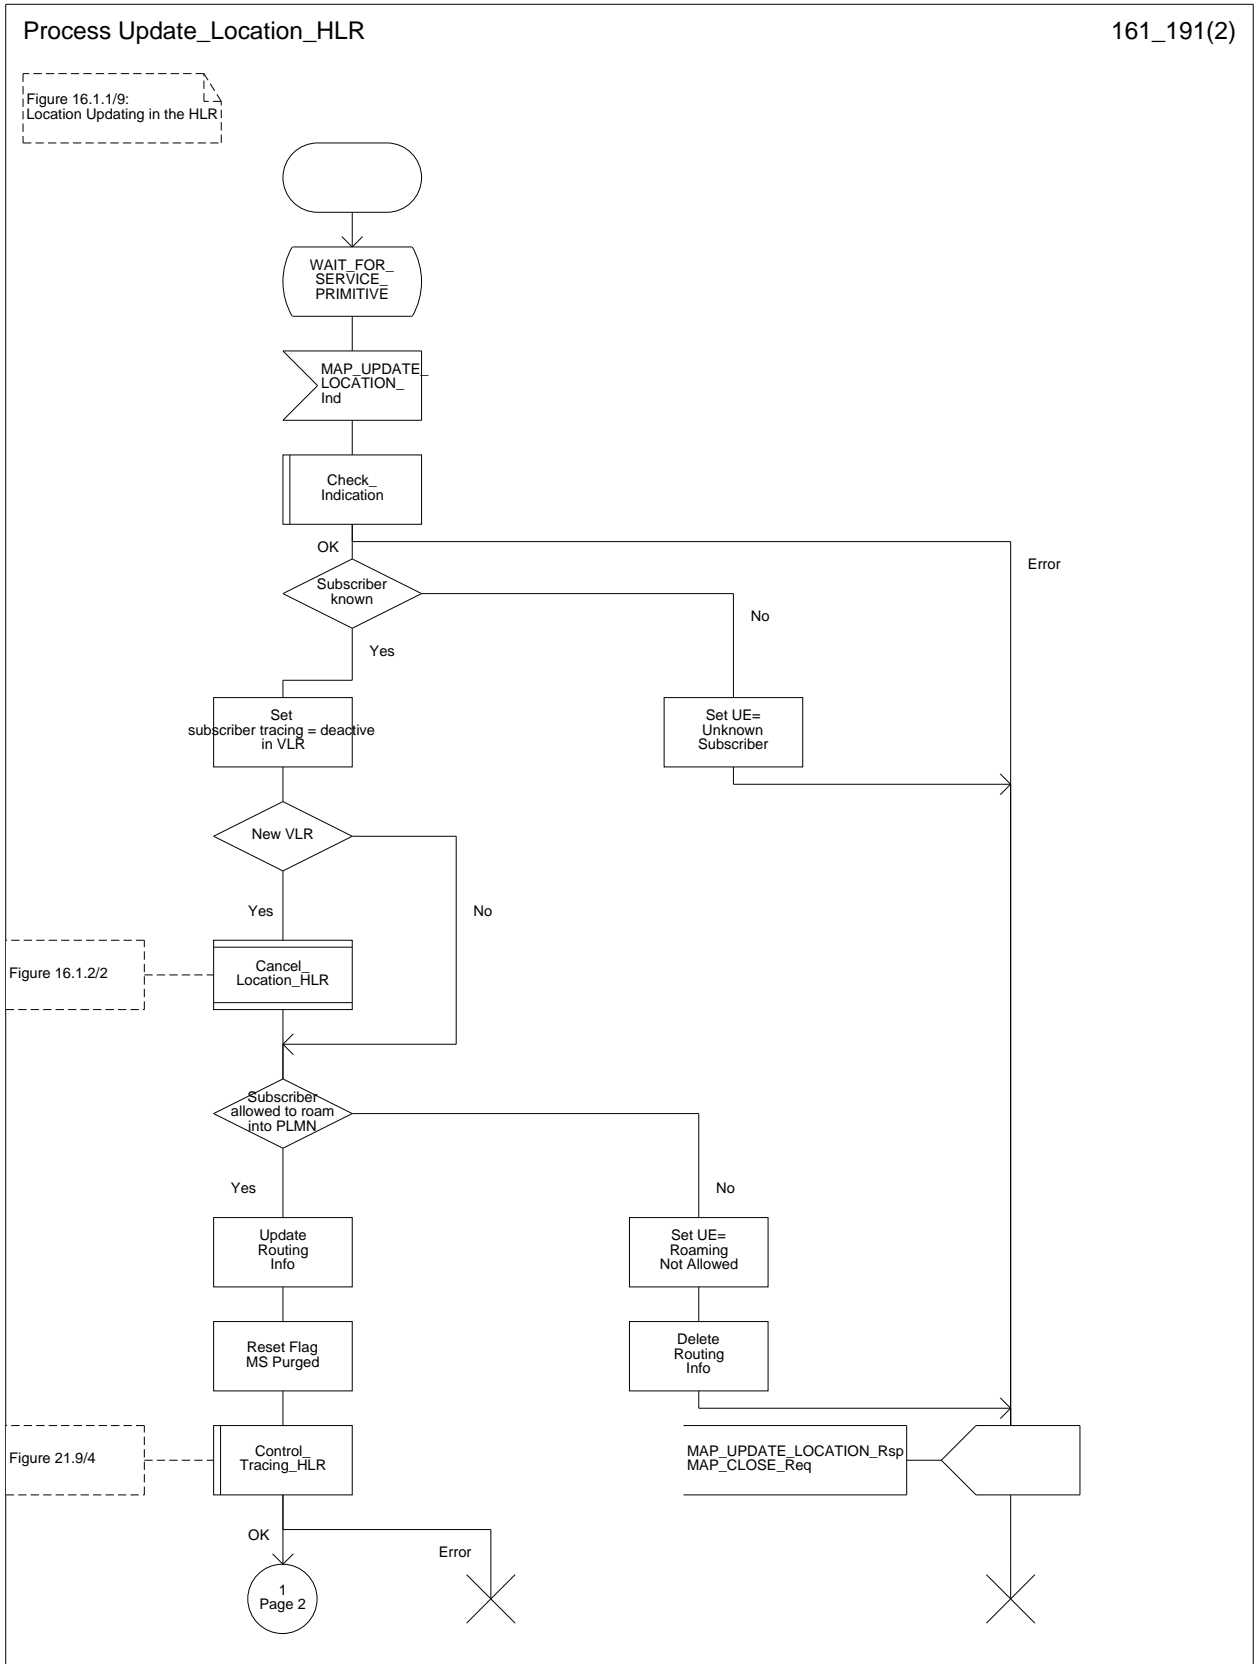 Process Update_Location_HLR
161_191(2)
Figure 16.1.1/9:
Location Updating in the HLR
WAIT_FOR_
SERVICE_
PRIMITIVE
MAP_UPDATE_
LOCATION_
Ind
Check_
Indication
OK
Error
Subscriber
known
No
Yes
Set
subscriber tracing = deactive
in VLR
Set UE=
Unknown
Subscriber
New VLR
Yes
No
Figure 16.1.2/2
Cancel_
Location_HLR
Subscriber
allowed to roam
into PLMN
Yes
No
Update
Routing
Info
Set UE=
Roaming
Not Allowed
Reset Flag
MS Purged
Delete
Routing
Info
Figure 21.9/4
Control_
Tracing_HLR
MAP_UPDATE_LOCATION_Rsp
MAP_CLOSE_Req
OK
Error
1
Page 2